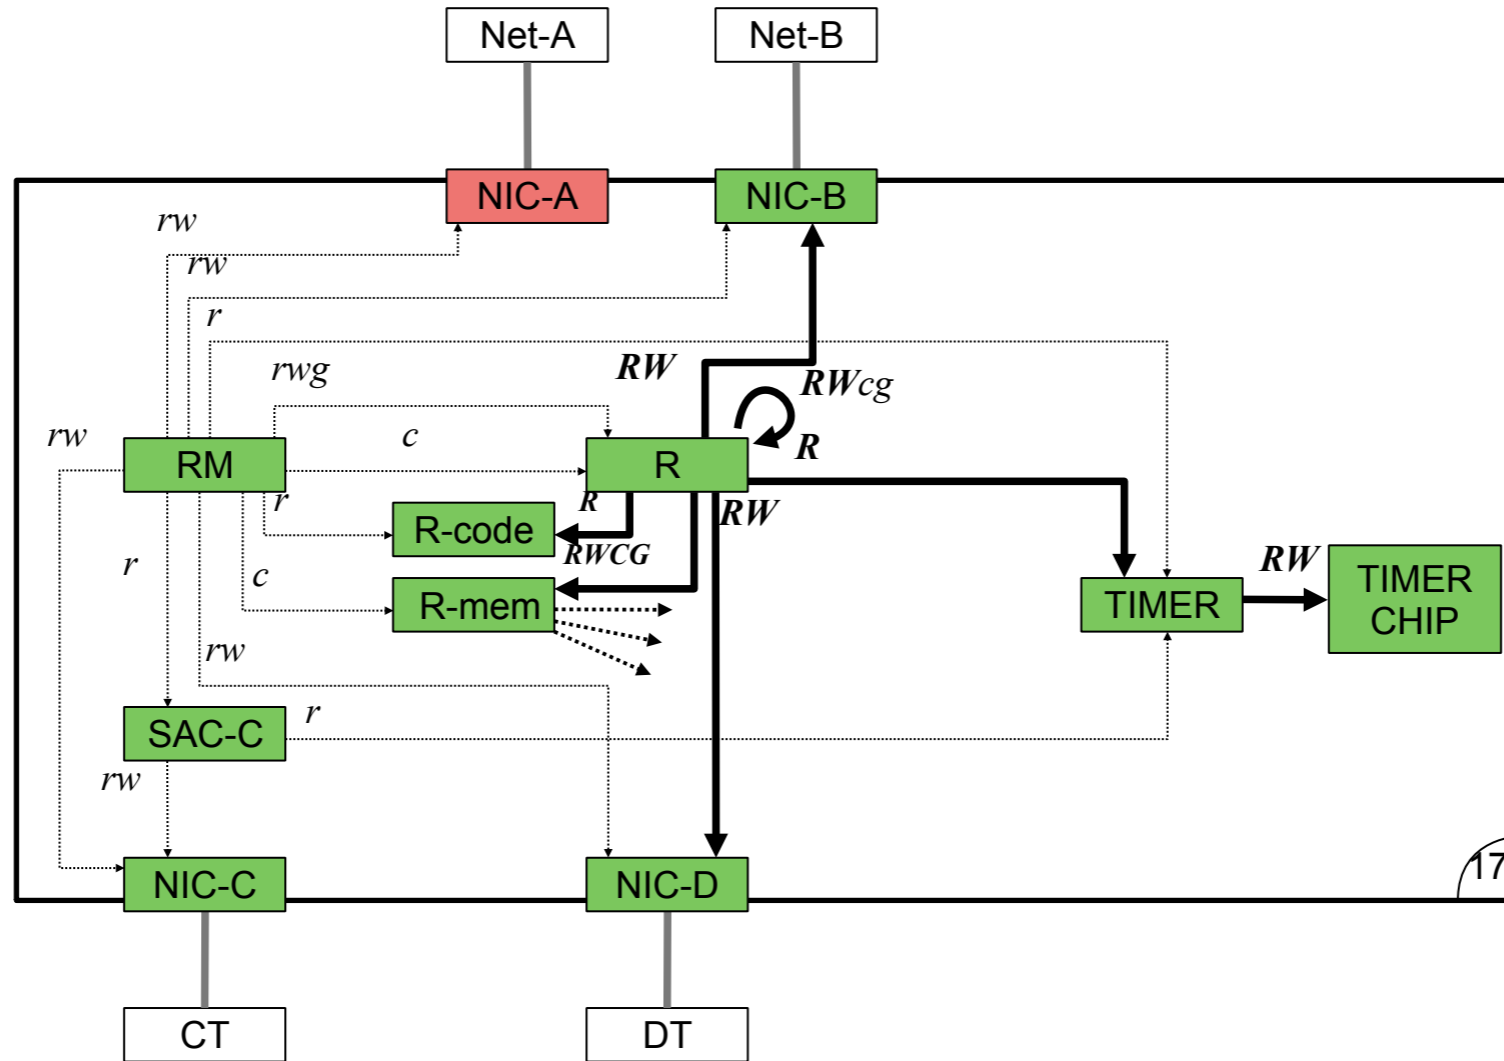 Net-A
Net-B
NIC-A
NIC-B
rw
rw
r
rwg
RW
RWcg
rw
c
R
RM
R
r
R
RW
R-code
RWCG
r
c
R-mem
RW
TIMER
TIMER
CHIP
rw
r
SAC-C
rw
NIC-C
NIC-D
17
CT
DT